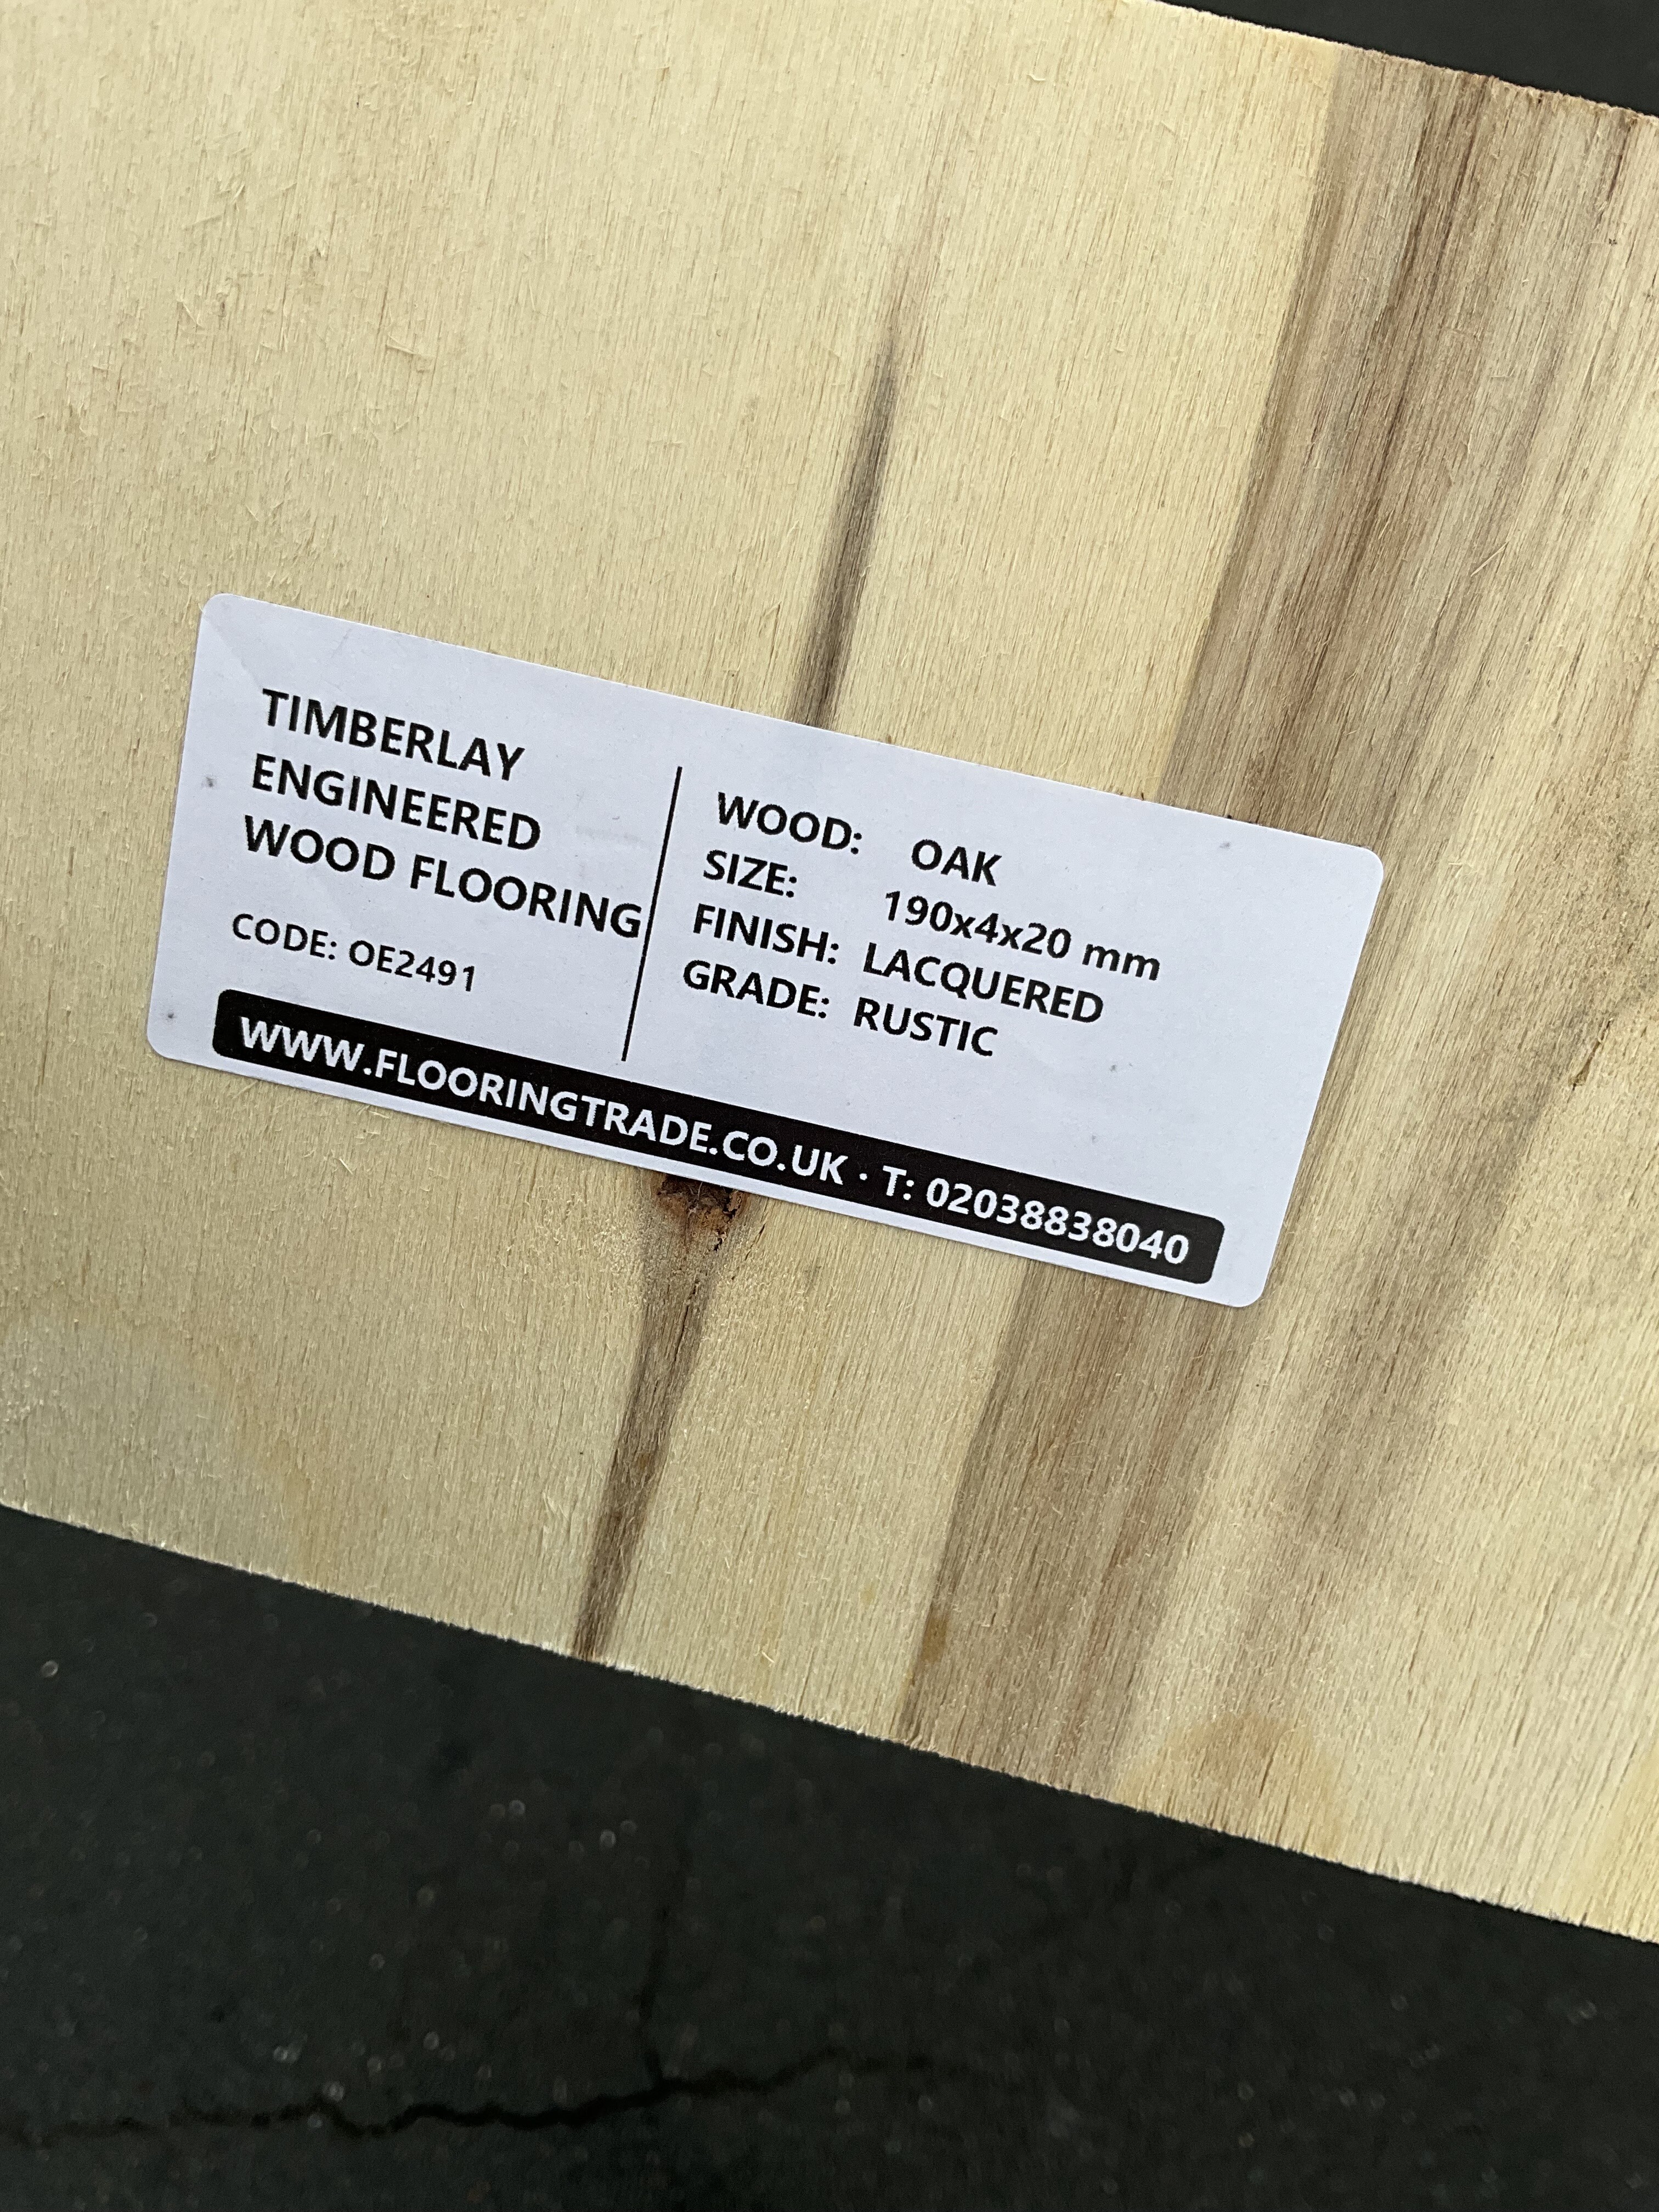 TIMBERLAY
ENGINEERED
WOOD FLOORING
CODE: OE2491
WOOD: OAK
SIZE: 190x4x20 mm
FINISH: LACQUERED
GRADE: RUSTIC
WWW.FLOORINGTRADE.CO.UK · T: 02038838040